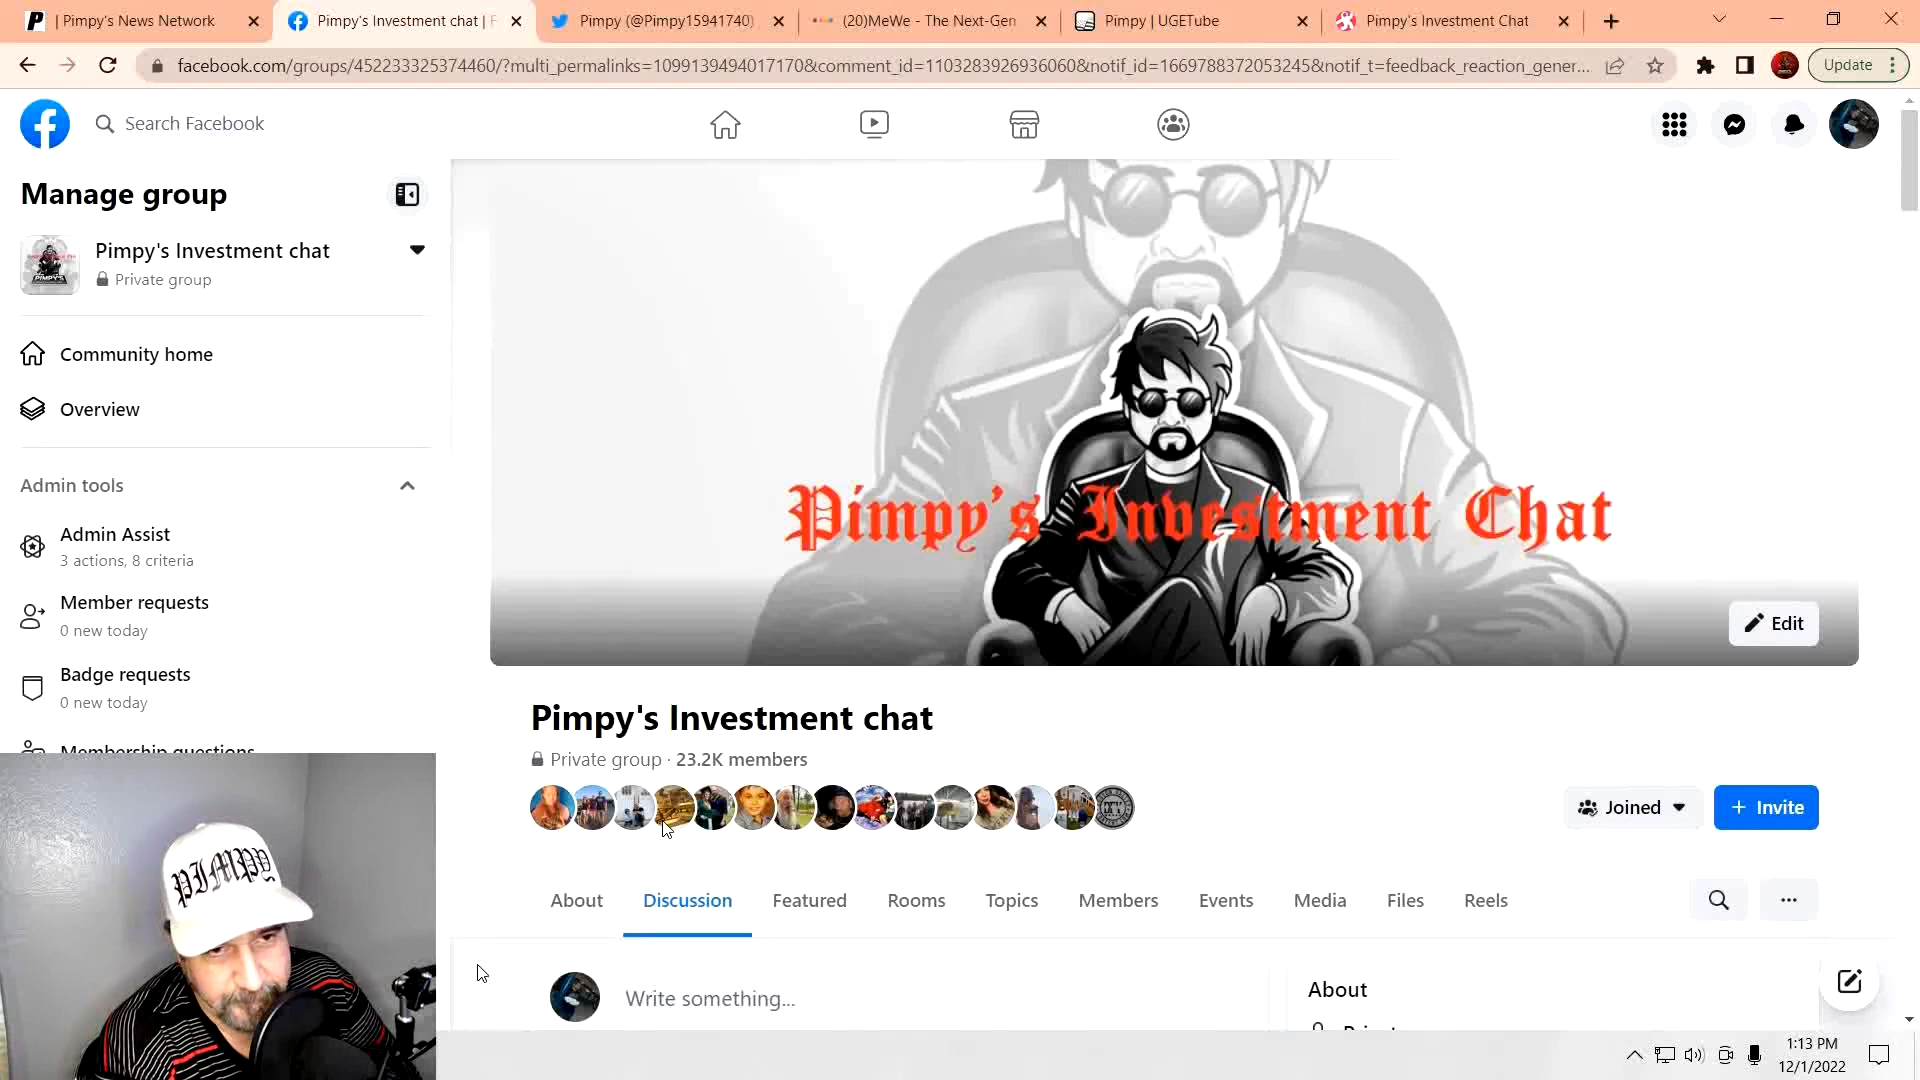 | Pimpy's News Network
Pimpy's Investment chat | F
Pimpy (@Pimpy15941740)
(20)MeWe - The Next-Gen
Pimpy | UGETube
Pimpy's Investment Chat
facebook.com/groups/452233325374460/?multi_permalinks=1099139494017170&comment_id=1103283926936060&notif_id=1669788372053245&notif_t=feedback_reaction_gener...
Update
Search Facebook
Manage group
Pimpy's Investment chat
Private group
Community home
Overview
Admin tools
Admin Assist
3 actions, 8 criteria
Member requests
0 new today
Badge requests
0 new today
Membership questions
Pimpy's Investment Chat
Edit
Pimpy's Investment chat
Private group · 23.2K members
Joined
+ Invite
About
Discussion
Featured
Rooms
Topics
Members
Events
Media
Files
Reels
Write something...
About
PIMPY
1:13 PM
12/1/2022